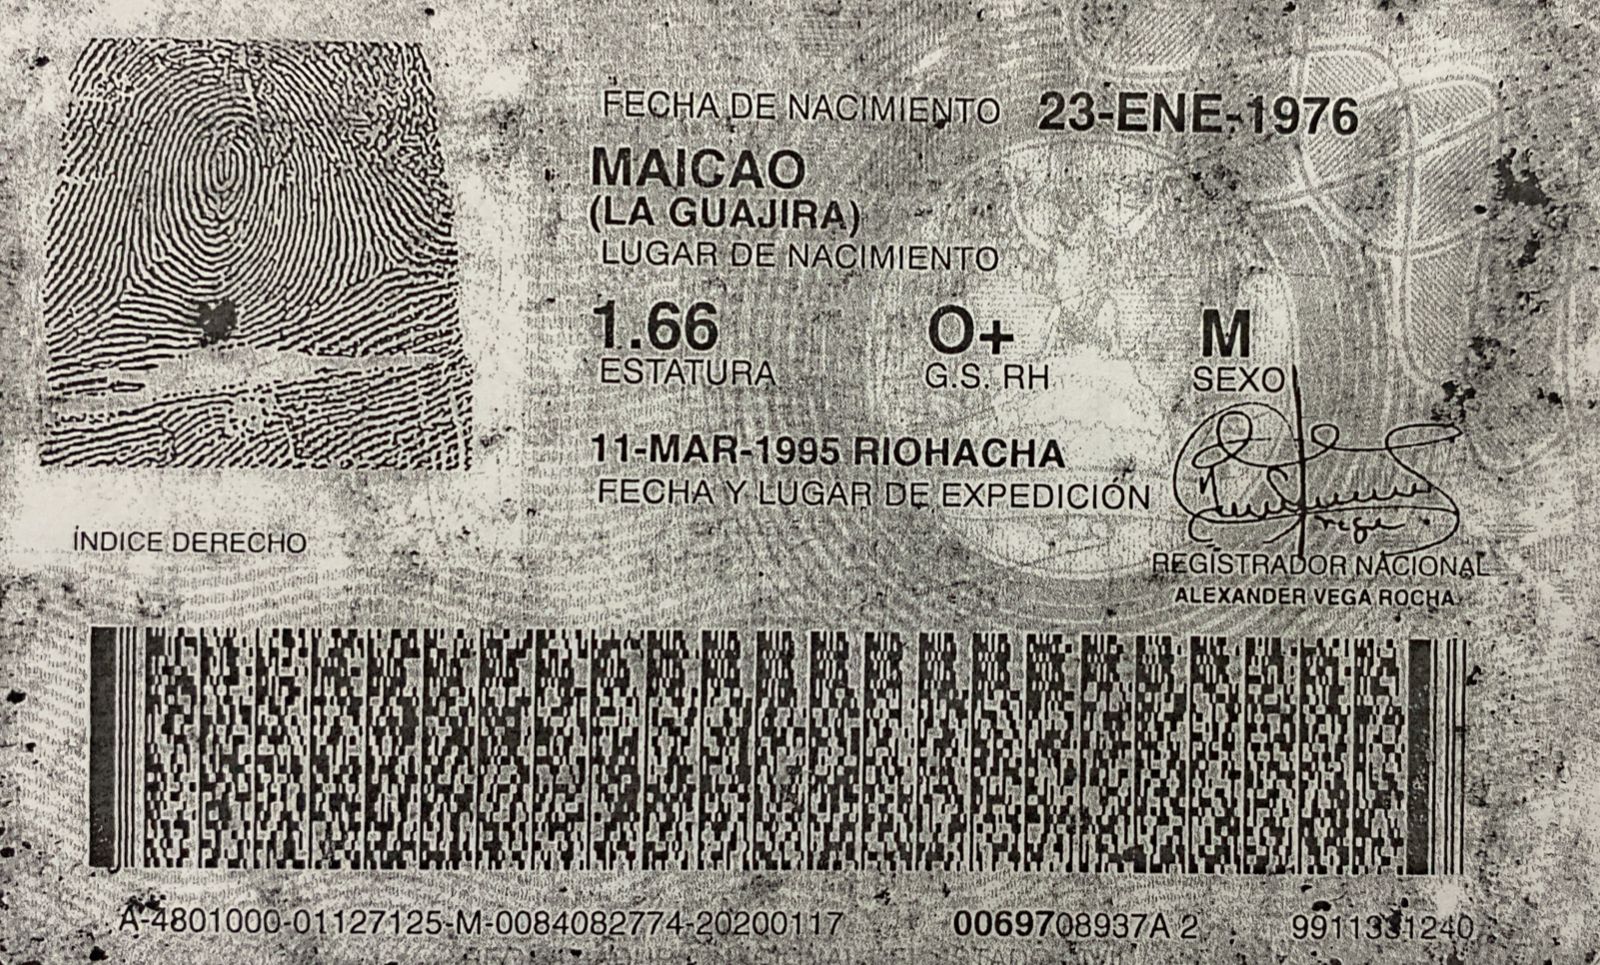 FECHA DE NACIMIENTO 23-ENE-1976
MAICAO
(LA GUAJIRA)
LUGAR DE NACIMIENTO
1.66 O+ M
ESTATURA G.S. RH SEXO
11-MAR-1995 RIOHACHA
FECHA Y LUGAR DE EXPEDICIÓN
ÍNDICE DERECHO
REGISTRADOR NACIONAL
ALEXANDER VEGA ROCHA
A-4801000-01127125-M-0084082774-20200117 0069708937A 2 9911331240